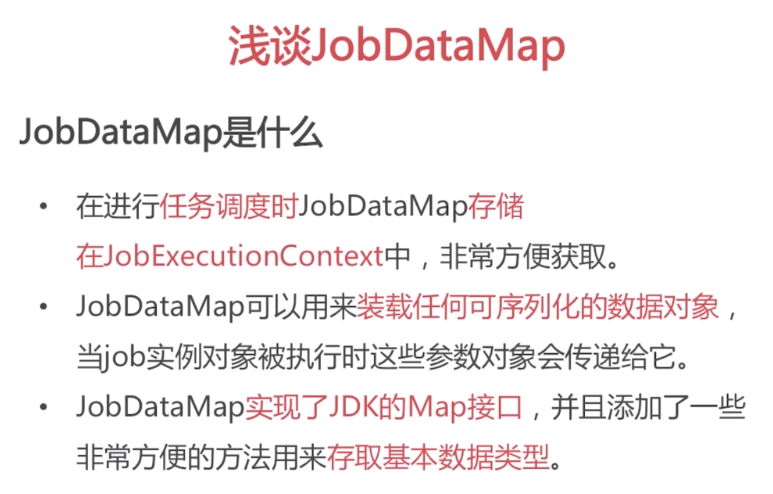 浅谈JobDataMap
JobDataMap是什么
• 在进行任务调度时JobDataMap存储
在JobExecutionContext中，非常方便获取。
• JobDataMap可以用来装载任何可序列化的数据对象，
当job实例对象被执行时这些参数对象会传递给它。
• JobDataMap实现了JDK的Map接口，并且添加了一些
非常方便的方法用来存取基本数据类型。